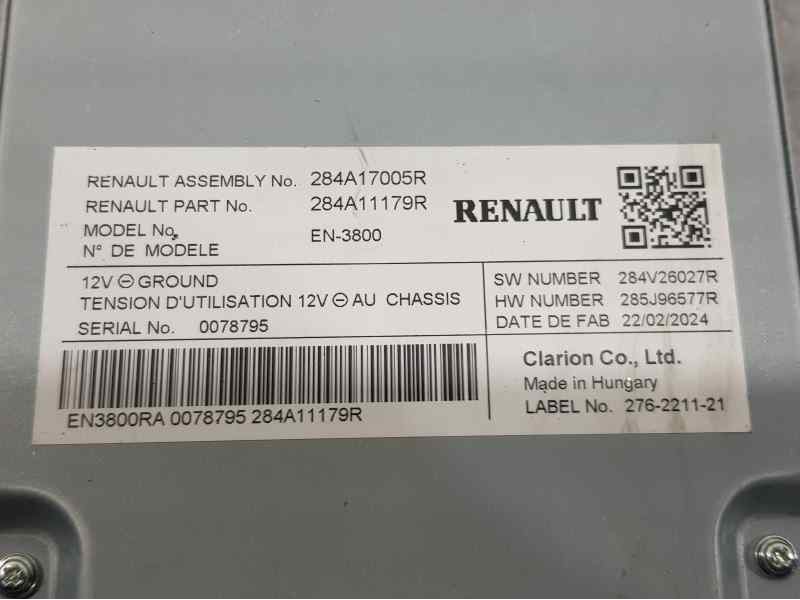 RENAULT ASSEMBLY No. 284A17005R
RENAULT PART No. 284A11179R
RENAULT
MODEL No. EN-3800
N° DE MODELE
12V ⊖ GROUND
TENSION D'UTILISATION 12V ⊖ AU CHASSIS
SERIAL No. 0078795
SW NUMBER 284V26027R
HW NUMBER 285J96577R
DATE DE FAB 22/02/2024
EN3800RA 0078795 284A11179R
Clarion Co., Ltd.
Made in Hungary
LABEL No. 276-2211-21